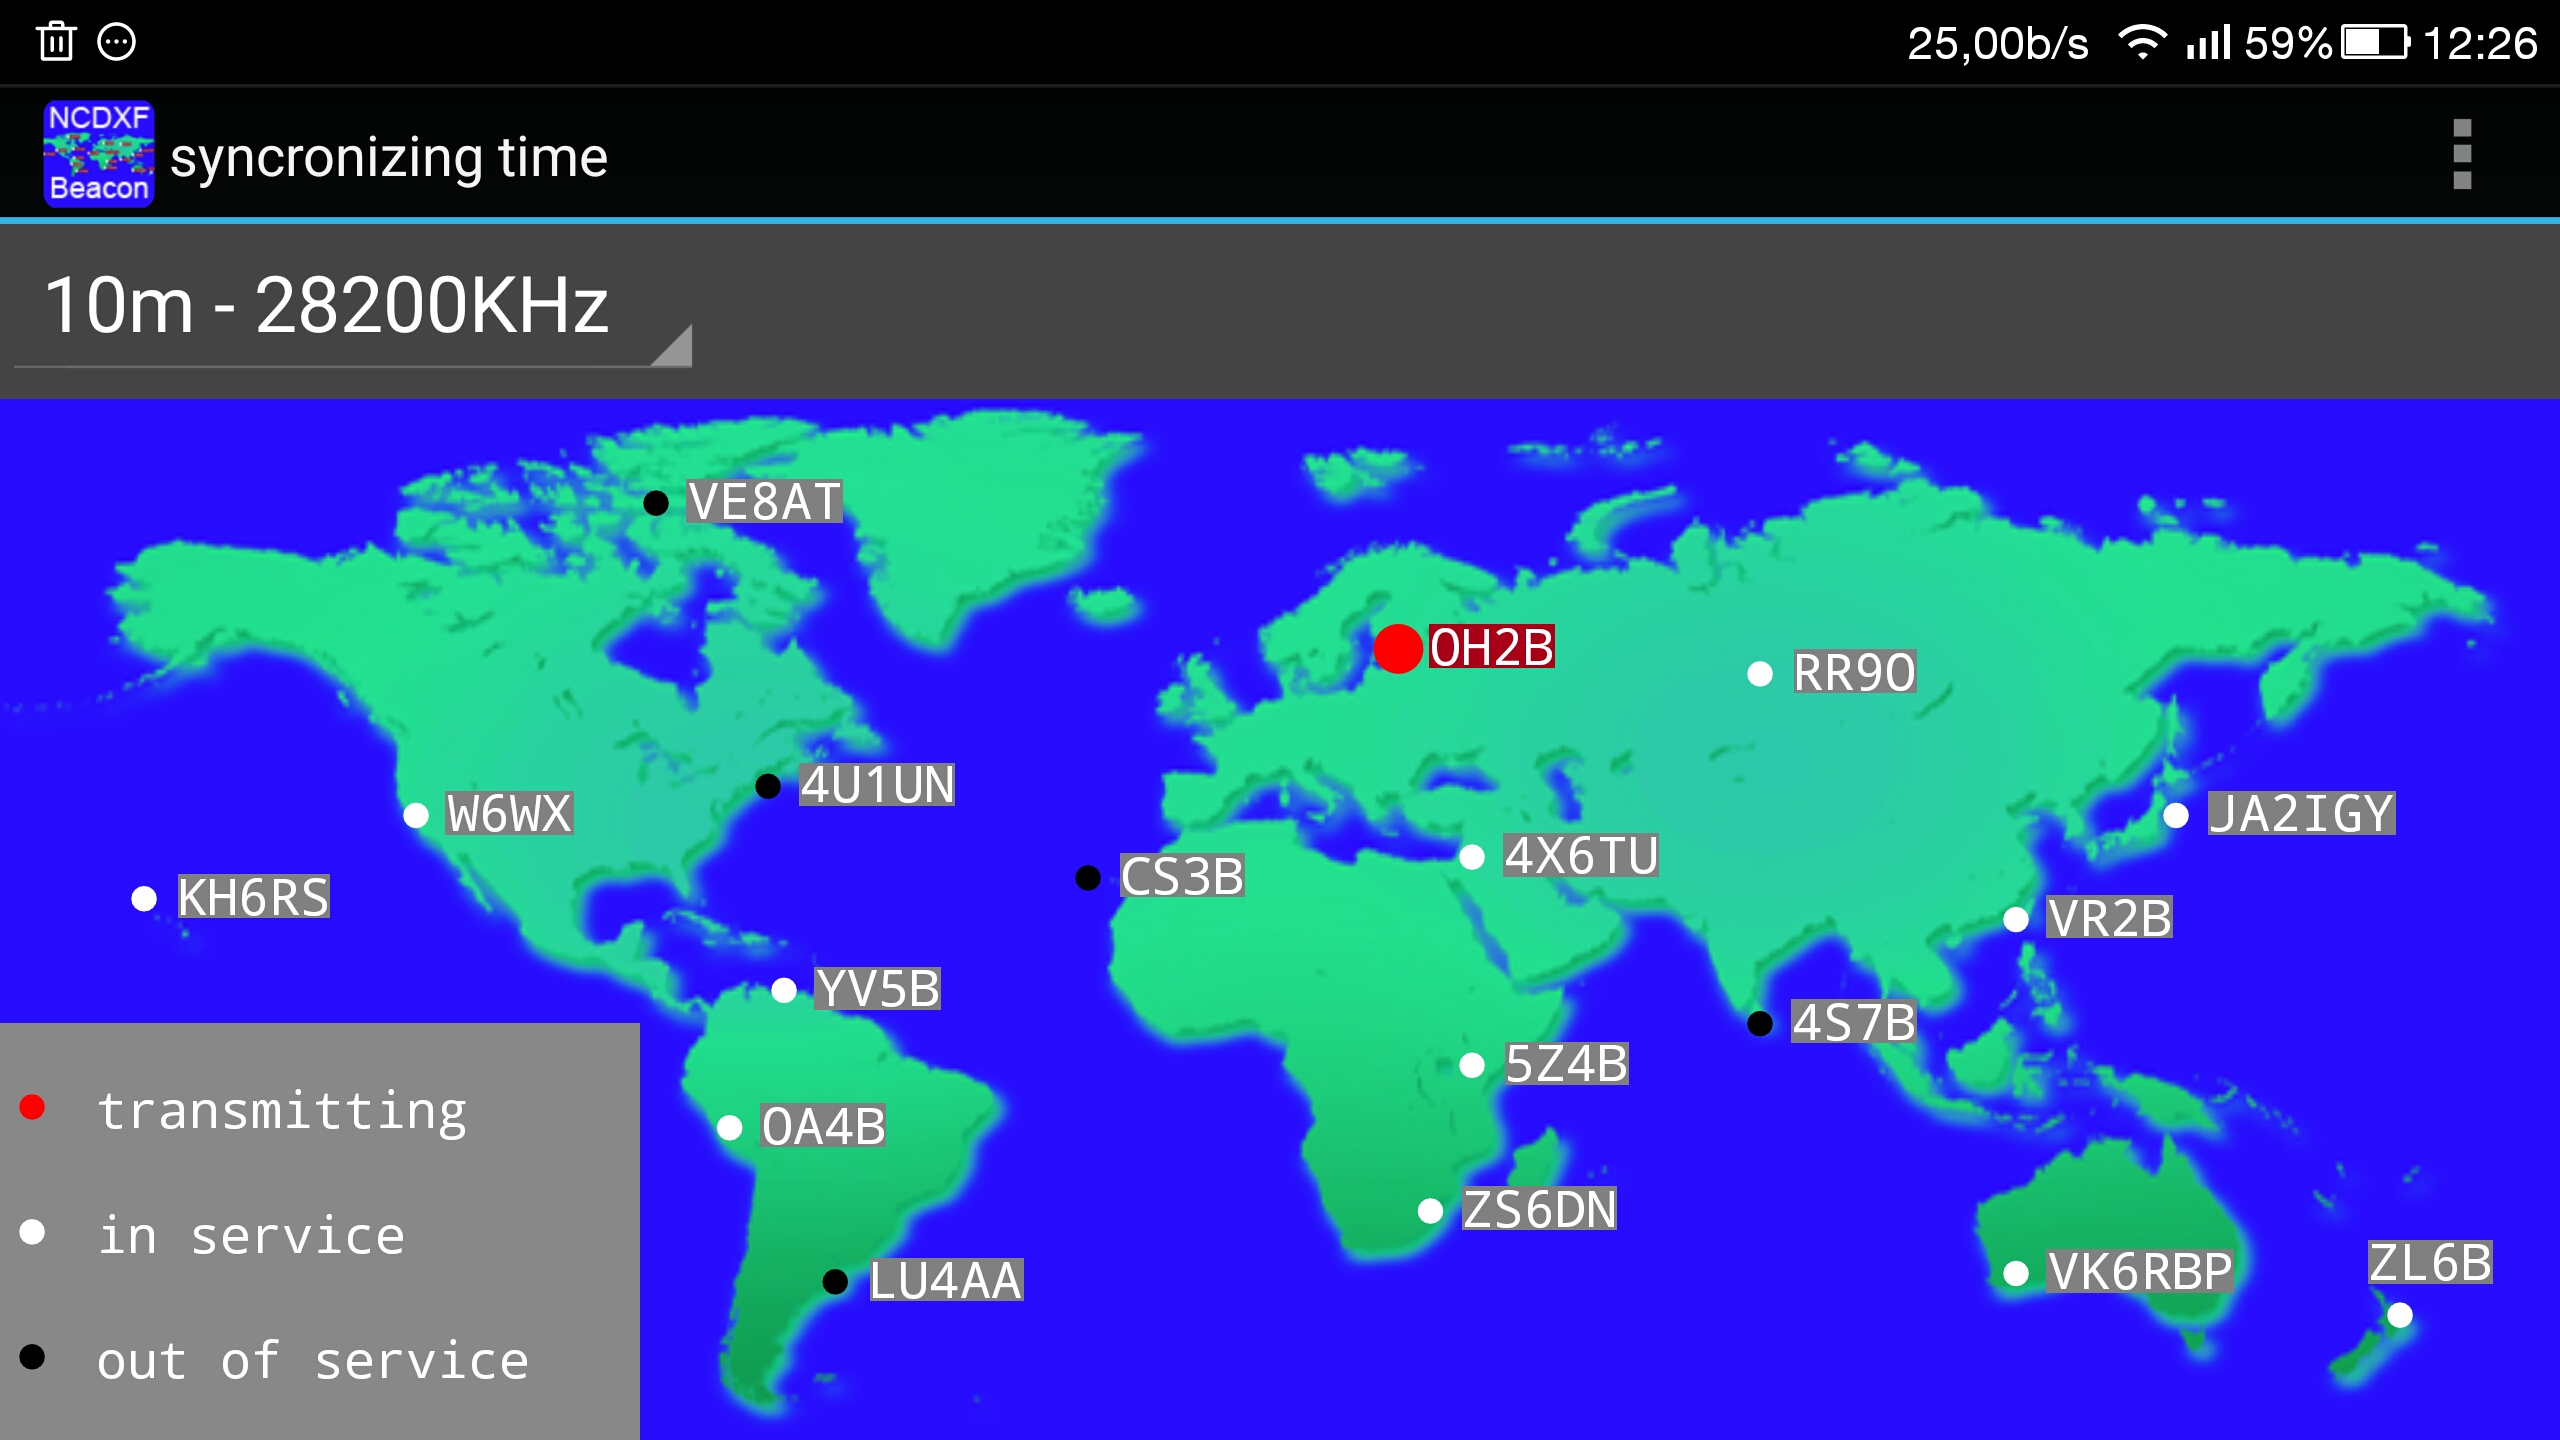 25,00b/s 59% 12:26
NCDXF
Beacon
syncronizing time
10m - 28200KHz
VE8AT
OH2B
RR9O
4U1UN
W6WX
JA2IGY
4X6TU
CS3B
KH6RS
VR2B
YV5B
4S7B
5Z4B
OA4B
ZS6DN
ZL6B
VK6RBP
LU4AA
transmitting
in service
out of service